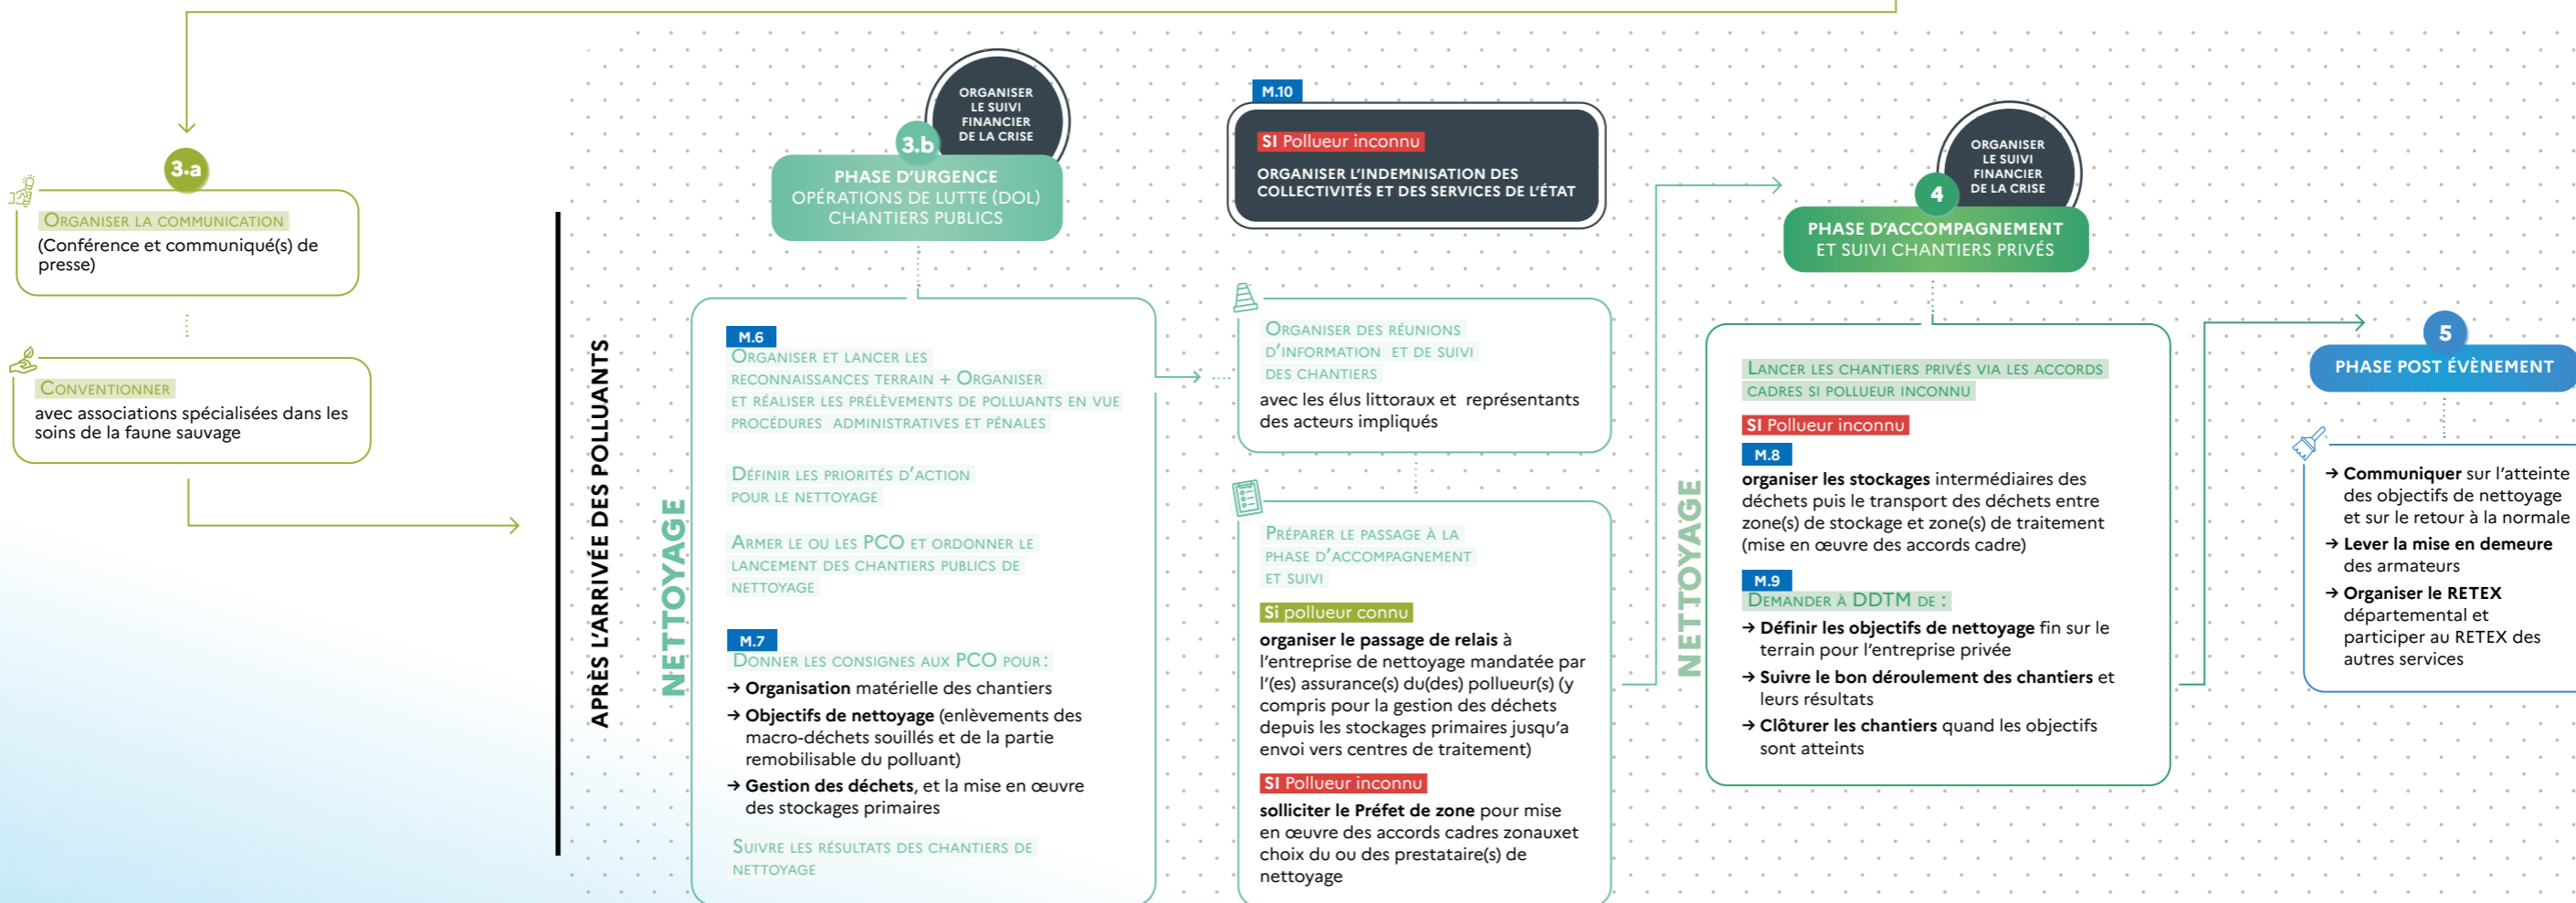 3.a
ORGANISER LA COMMUNICATION
(Conférence et communiqué(s) de
presse)
CONVENTIONNER
avec associations spécialisées dans les
soins de la faune sauvage
APRÈS L'ARRIVÉE DES POLLUANTS
NETTOYAGE
ORGANISER
LE SUIVI
FINANCIER
DE LA CRISE
3.b
PHASE D'URGENCE
OPÉRATIONS DE LUTTE (DOL)
CHANTIERS PUBLICS
M.6
ORGANISER ET LANCER LES
RECONNAISSANCES TERRAIN + ORGANISER
ET RÉALISER LES PRÉLÈVEMENTS DE POLLUANTS EN VUE
PROCÉDURES ADMINISTRATIVES ET PÉNALES
DÉFINIR LES PRIORITÉS D'ACTION
POUR LE NETTOYAGE
ARMER LE OU LES PCO ET ORDONNER LE
LANCEMENT DES CHANTIERS PUBLICS DE
NETTOYAGE
M.7
DONNER LES CONSIGNES AUX PCO POUR :
→ Organisation matérielle des chantiers
→ Objectifs de nettoyage (enlèvements des
macro-déchets souillés et de la partie
remobilisable du polluant)
→ Gestion des déchets, et la mise en œuvre
des stockages primaires
SUIVRE LES RÉSULTATS DES CHANTIERS DE
NETTOYAGE
M.10
SI Pollueur inconnu
ORGANISER L'INDEMNISATION DES
COLLECTIVITÉS ET DES SERVICES DE L'ÉTAT
ORGANISER DES RÉUNIONS
D'INFORMATION ET DE SUIVI
DES CHANTIERS
avec les élus littoraux et représentants
des acteurs impliqués
PRÉPARER LE PASSAGE À LA
PHASE D'ACCOMPAGNEMENT
ET SUIVI
Si pollueur connu
organiser le passage de relais à
l'entreprise de nettoyage mandatée par
l'(es) assurance(s) du(des) pollueur(s) (y
compris pour la gestion des déchets
depuis les stockages primaires jusqu'a
envoi vers centres de traitement)
SI Pollueur inconnu
solliciter le Préfet de zone pour mise
en œuvre des accords cadres zonauxet
choix du ou des prestataire(s) de
nettoyage
NETTOYAGE
ORGANISER
LE SUIVI
FINANCIER
DE LA CRISE
4
PHASE D'ACCOMPAGNEMENT
ET SUIVI CHANTIERS PRIVÉS
LANCER LES CHANTIERS PRIVÉS VIA LES ACCORDS
CADRES SI POLLUEUR INCONNU
SI Pollueur inconnu
M.8
organiser les stockages intermédiaires des
déchets puis le transport des déchets entre
zone(s) de stockage et zone(s) de traitement
(mise en œuvre des accords cadre)
M.9
DEMANDER À DDTM DE :
→ Définir les objectifs de nettoyage fin sur le
terrain pour l'entreprise privée
→ Suivre le bon déroulement des chantiers et
leurs résultats
→ Clôturer les chantiers quand les objectifs
sont atteints
5
PHASE POST ÉVÈNEMENT
→ Communiquer sur l'atteinte
des objectifs de nettoyage
et sur le retour à la normale
→ Lever la mise en demeure
des armateurs
→ Organiser le RETEX
départemental et
participer au RETEX des
autres services